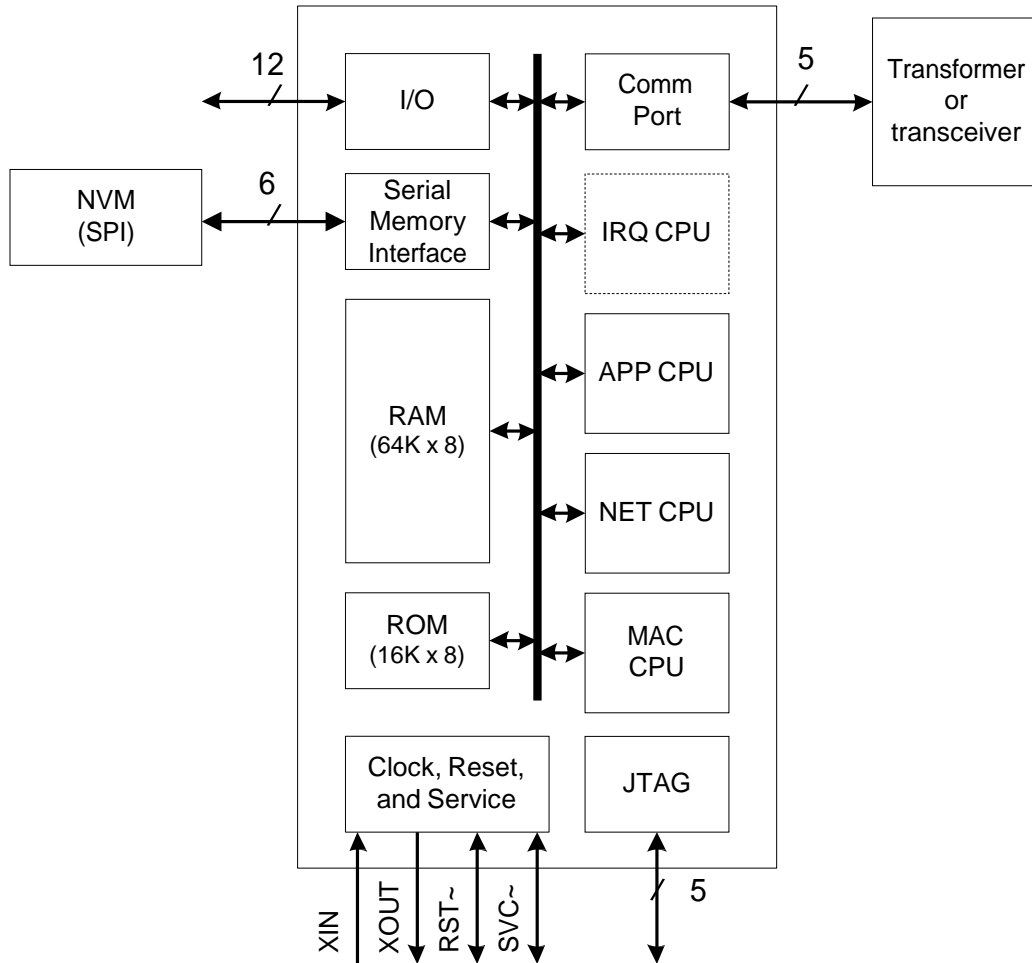 12
I/O
Comm
Port
5
Transformer
or
transceiver
NVM
(SPI)
6
Serial
Memory
Interface
IRQ CPU
APP CPU
RAM
(64K x 8)
NET CPU
ROM
(16K x 8)
MAC
CPU
Clock, Reset,
and Service
JTAG
XIN
XOUT
RST~
SVC~
5